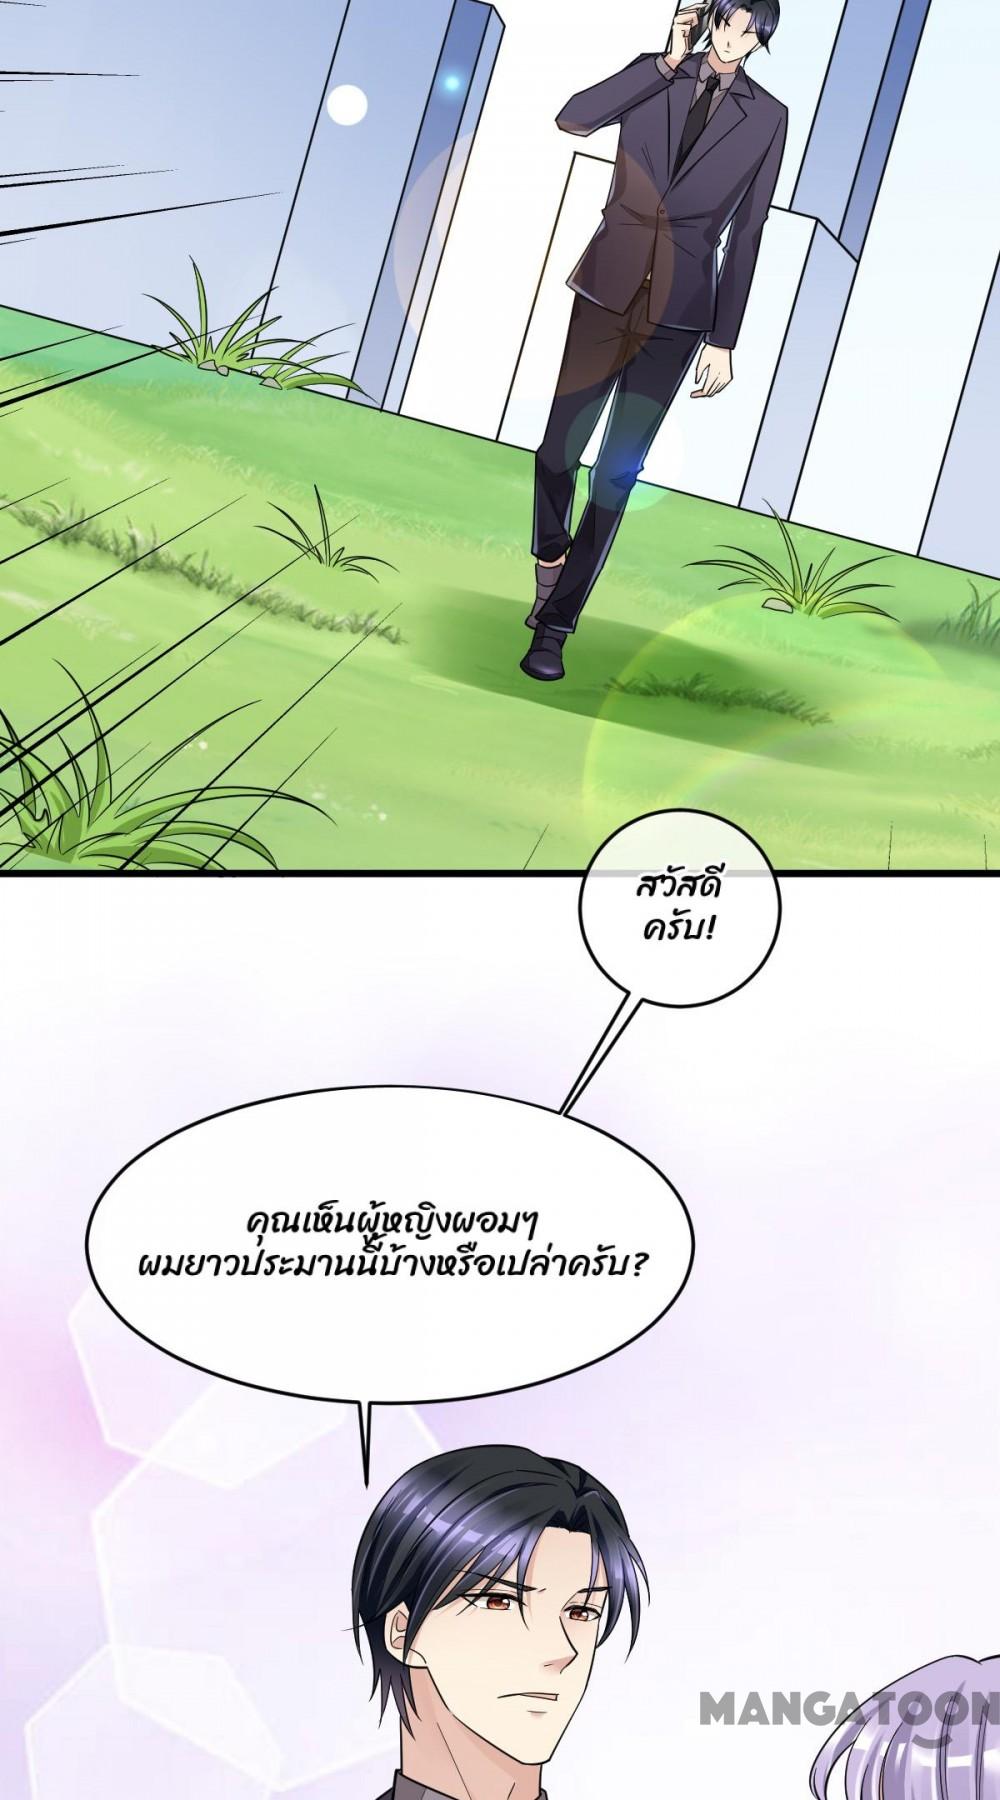 สวัสดี
ครับ!
คุณเห็นผู้หญิงผอมๆ
ผมยาวประมานนี้บ้างหรือเปล่าครับ?
MANGATOON